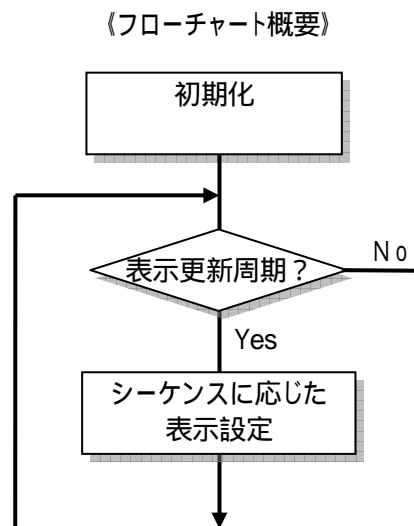 《フローチャート概要》
初期化
表示更新周期？
No
Yes
シーケンスに応じた
表示設定